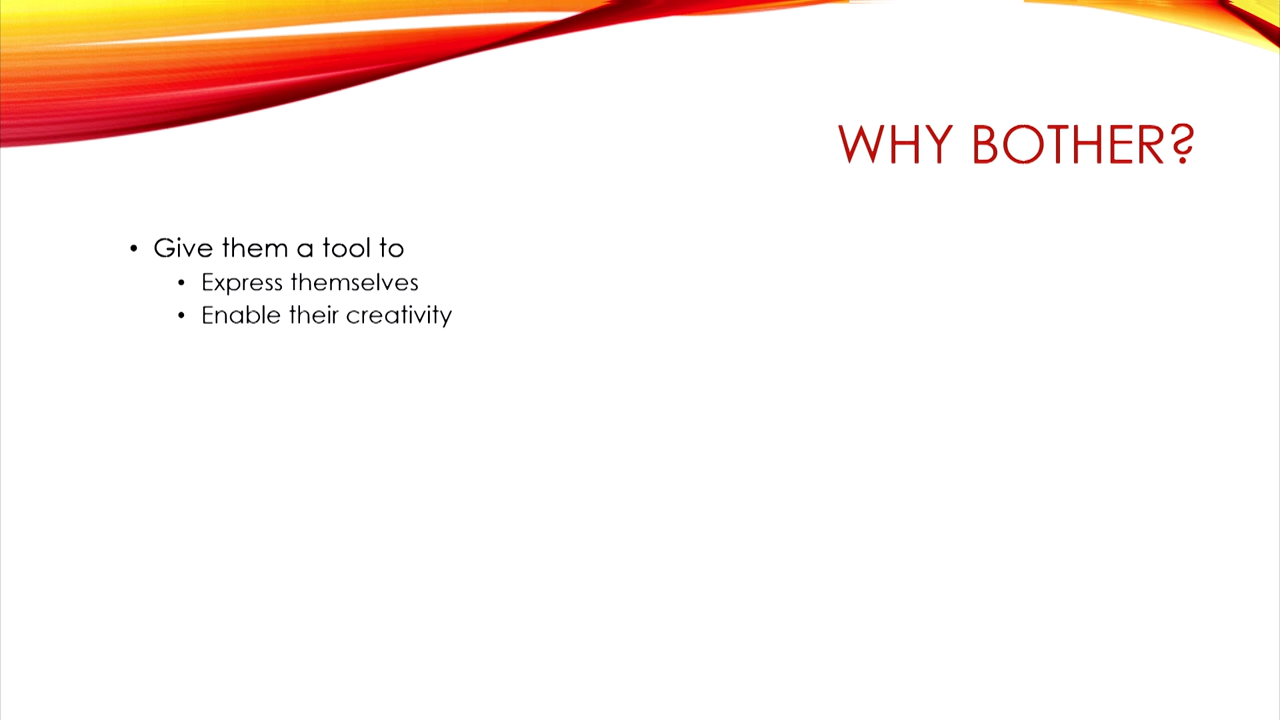 WHY BOTHER?
• Give them a tool to
• Express themselves
• Enable their creativity